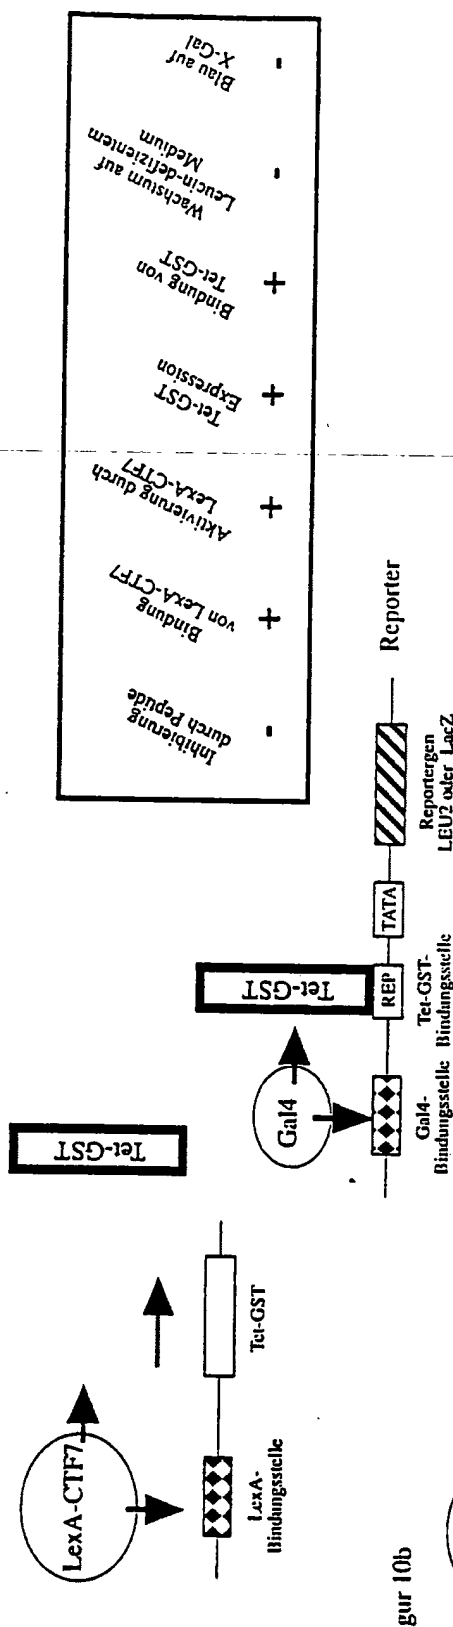 LexA-CTF7
LexA-
Bindungsstelle
Tet-GST
Tet-GST
Gal4
Tet-GST
REP
TATA
Gal4-
Bindungsstelle
Tet-GST-
Bindungsstelle
Reportergen
LEU2 oder LacZ
Reporter
Inhibierung
durch Peptide
-
Bindung
von LexA-CTF7
+
Aktivierung durch
LexA-CTF7
+
Tet-GST
Expression
+
Bindung von
Tet-GST
+
Wachstum auf
Leucin-defizientem
Medium
-
Blau auf
X-Gal
-
gur 10b